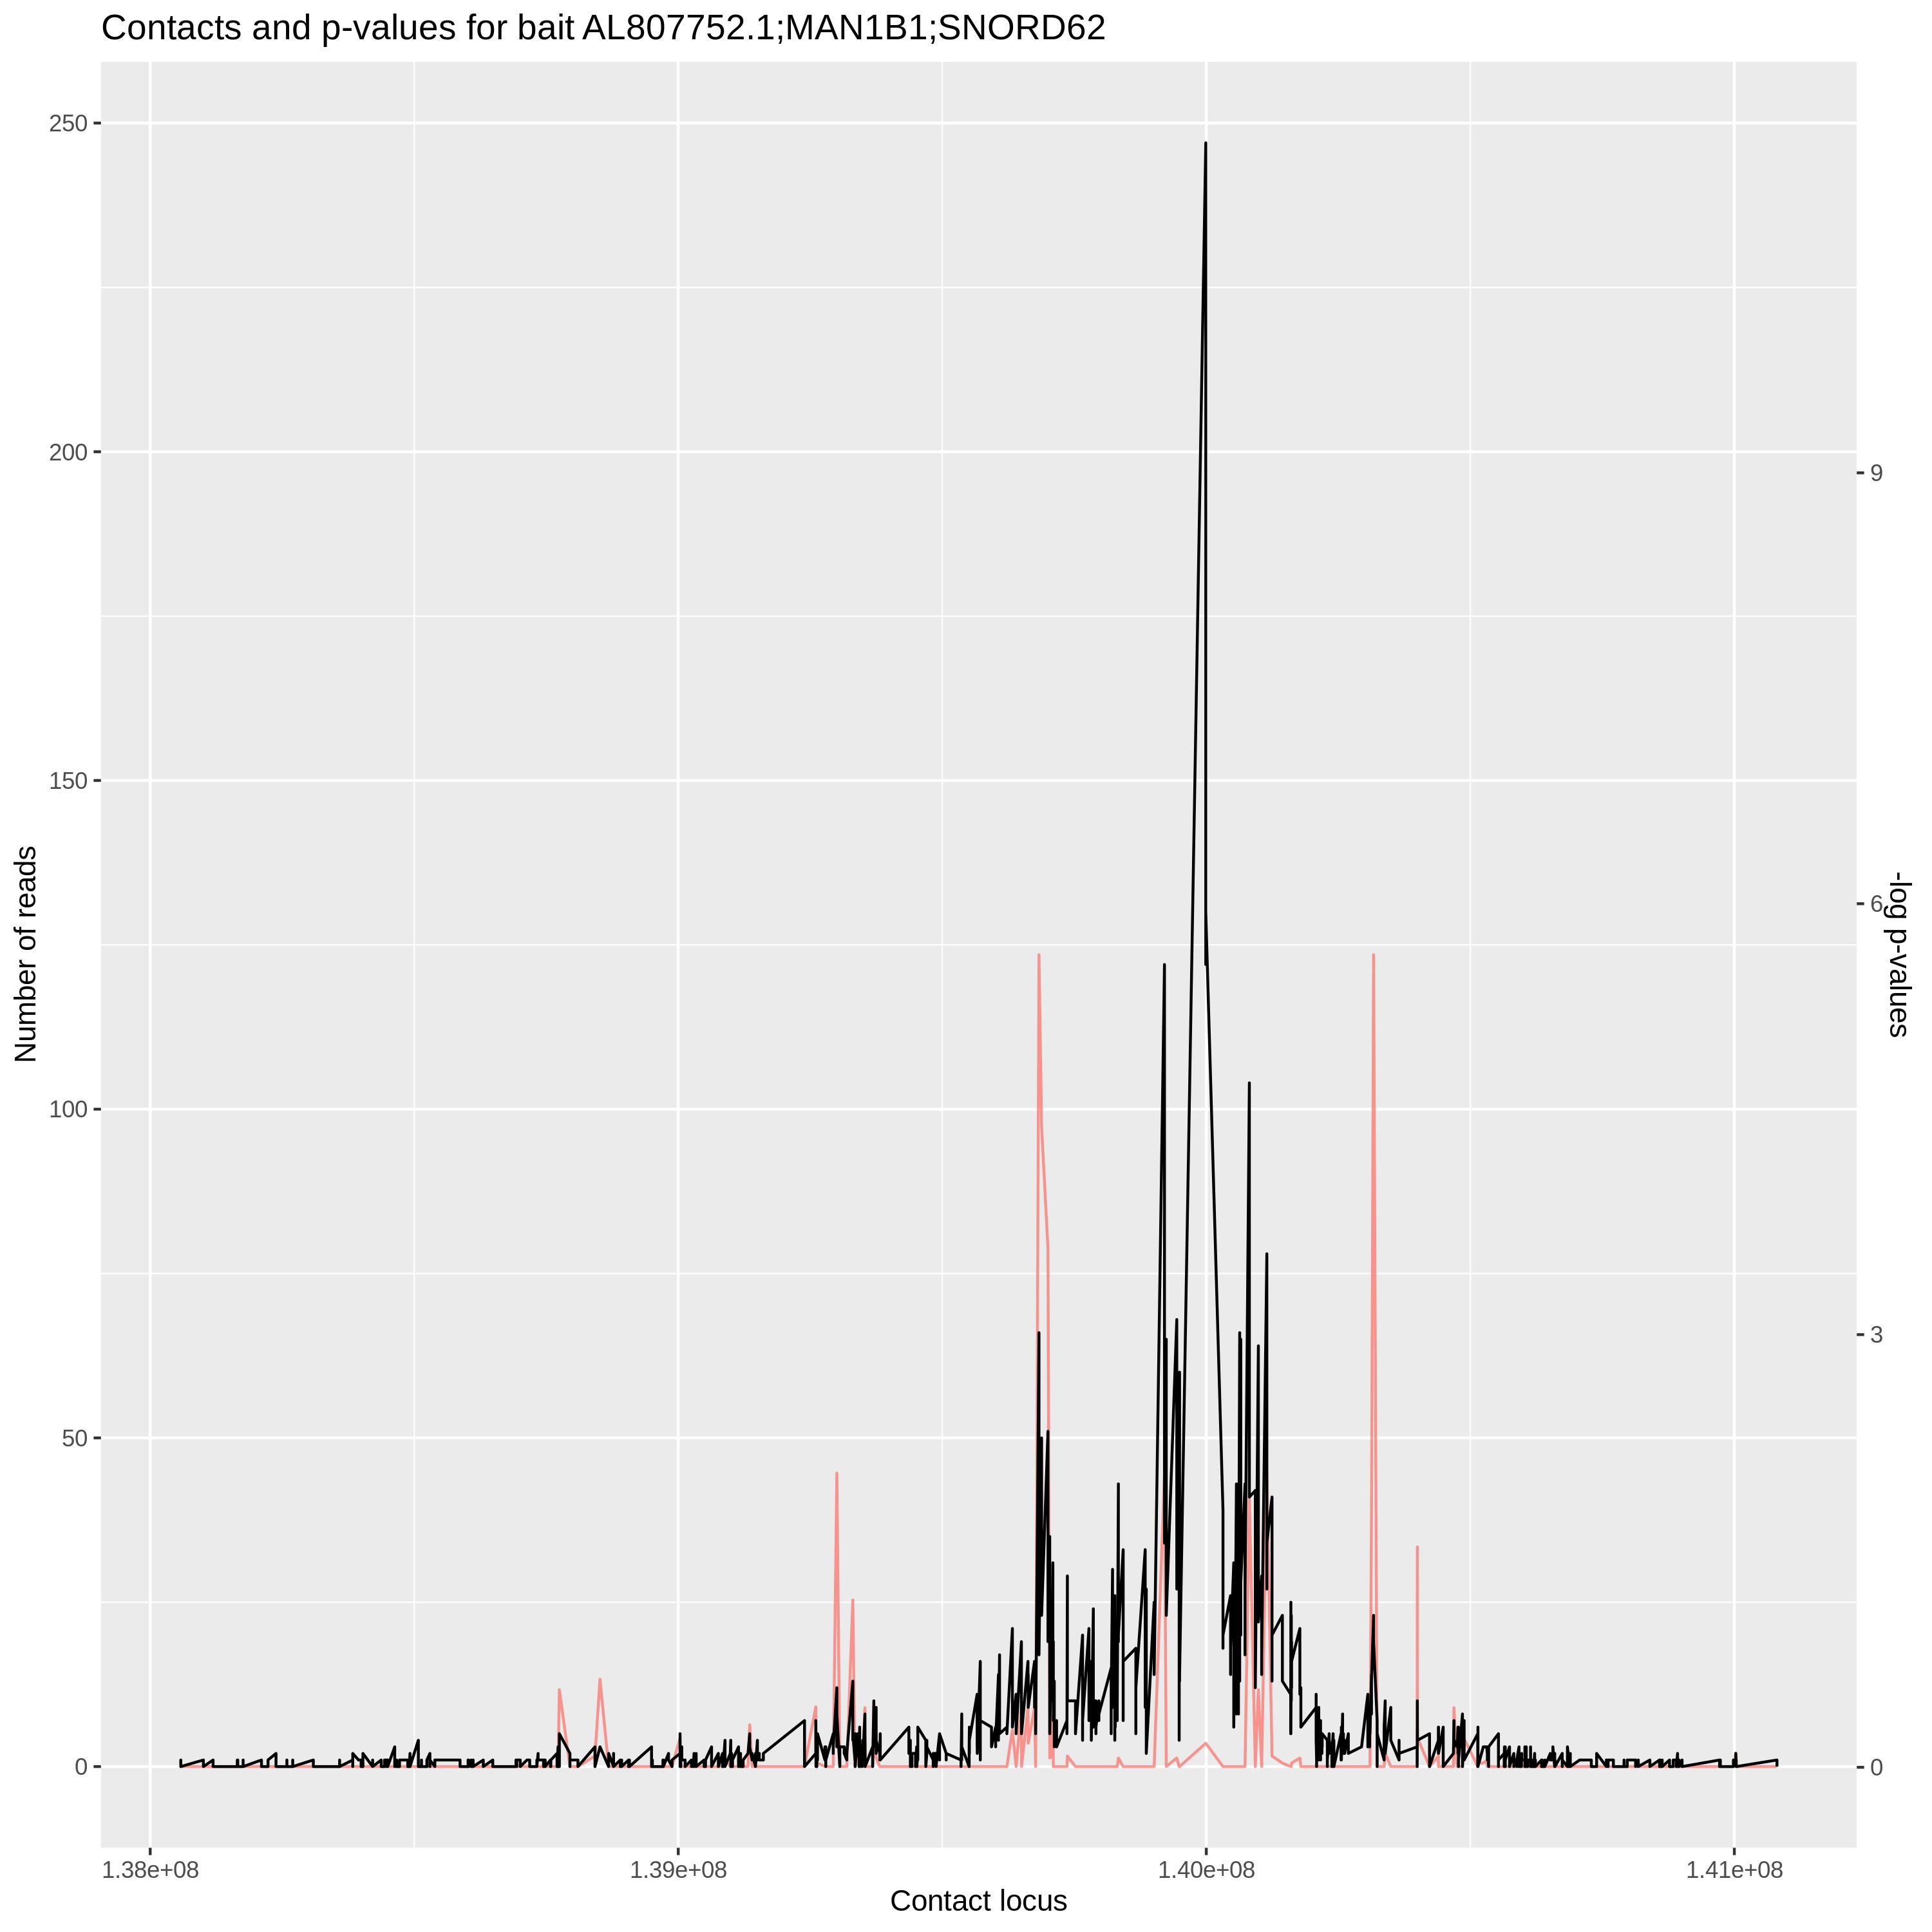 Contacts and p-values for bait AL807752.1;MAN1B1;SNORD62
250
200
150
100
50
0
Number of reads
9
6
3
0
-log p-values
1.38e+08
1.39e+08
1.40e+08
1.41e+08
Contact locus